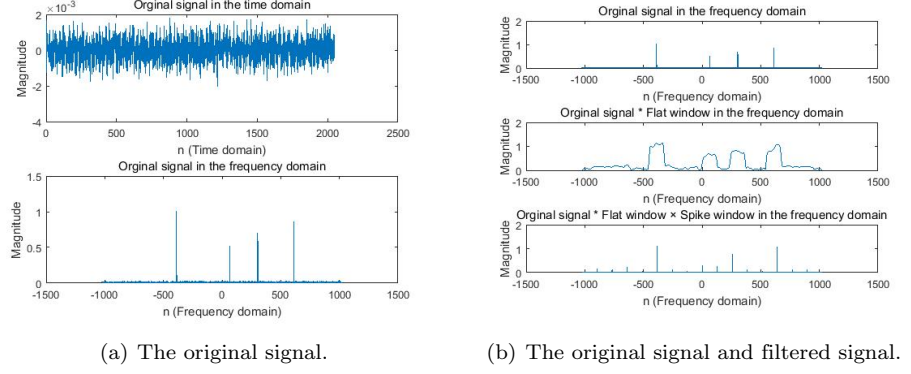 Orginal signal in the time domain
×10⁻³
2
0
-2
-4
Magnitude
0 500 1000 1500 2000 2500
n (Time domain)
Orginal signal in the frequency domain
1.5
1
0.5
0
Magnitude
-1500 -1000 -500 0 500 1000 1500
n (Frequency domain)
(a) The original signal.
Orginal signal in the frequency domain
2
1
0
Magnitude
-1500 -1000 -500 0 500 1000 1500
n (Frequency domain)
Orginal signal * Flat window in the frequency domain
2
1
0
Magnitude
-1500 -1000 -500 0 500 1000 1500
n (Frequency domain)
Orginal signal * Flat window × Spike window in the frequency domain
2
1
0
Magnitude
-1500 -1000 -500 0 500 1000 1500
n (Frequency domain)
(b) The original signal and filtered signal.